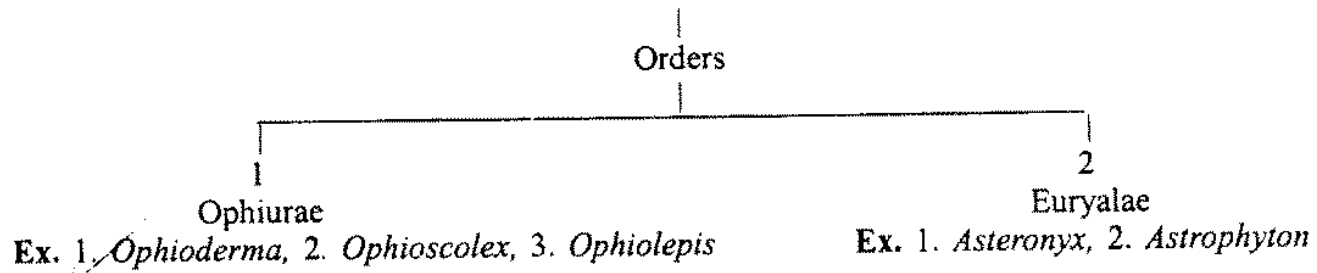 Orders
1 2
Ophiurae Euryalae
Ex. 1. Ophioderma, 2. Ophioscolex, 3. Ophiolepis Ex. 1. Asteronyx, 2. Astrophyton